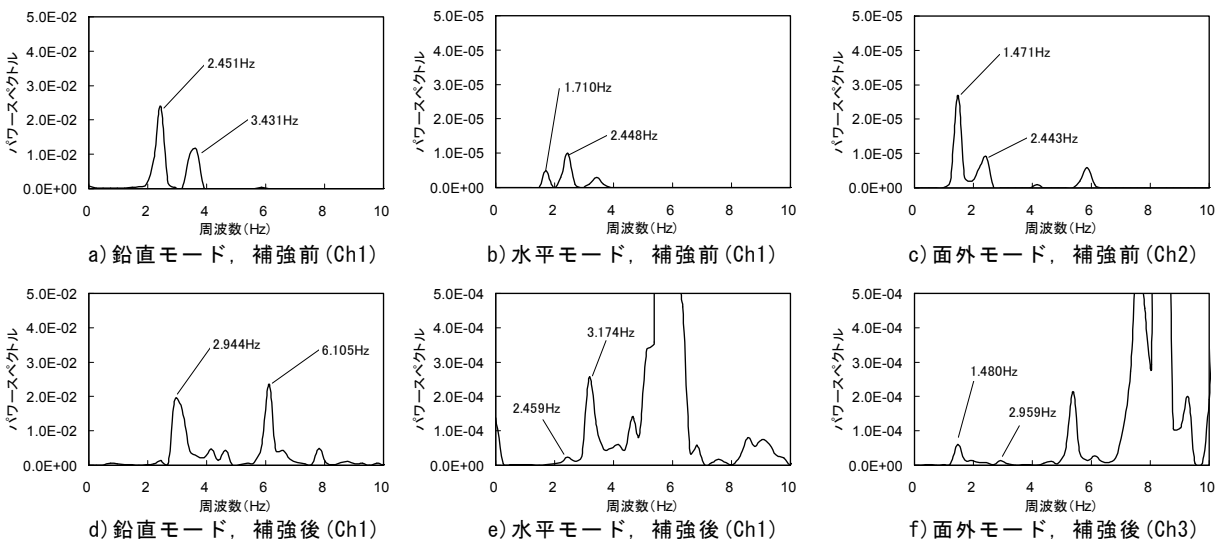 5.0E-02
4.0E-02
3.0E-02
2.0E-02
1.0E-02
0.0E+00
パワースペクトル
2.451Hz
3.431Hz
0 2 4 6 8 10
周波数(Hz)
a)鉛直モード, 補強前(Ch1)
5.0E-05
4.0E-05
3.0E-05
2.0E-05
1.0E-05
0.0E+00
パワースペクトル
1.710Hz
2.448Hz
0 2 4 6 8 10
周波数(Hz)
b)水平モード, 補強前(Ch1)
5.0E-05
4.0E-05
3.0E-05
2.0E-05
1.0E-05
0.0E+00
パワースペクトル
1.471Hz
2.443Hz
0 2 4 6 8 10
周波数(Hz)
c)面外モード, 補強前(Ch2)
5.0E-02
4.0E-02
3.0E-02
2.0E-02
1.0E-02
0.0E+00
パワースペクトル
2.944Hz
6.105Hz
0 2 4 6 8 10
周波数(Hz)
d)鉛直モード, 補強後(Ch1)
5.0E-04
4.0E-04
3.0E-04
2.0E-04
1.0E-04
0.0E+00
パワースペクトル
3.174Hz
2.459Hz
0 2 4 6 8 10
周波数(Hz)
e)水平モード, 補強後(Ch1)
5.0E-04
4.0E-04
3.0E-04
2.0E-04
1.0E-04
0.0E+00
パワースペクトル
1.480Hz
2.959Hz
0 2 4 6 8 10
周波数(Hz)
f)面外モード, 補強後(Ch3)